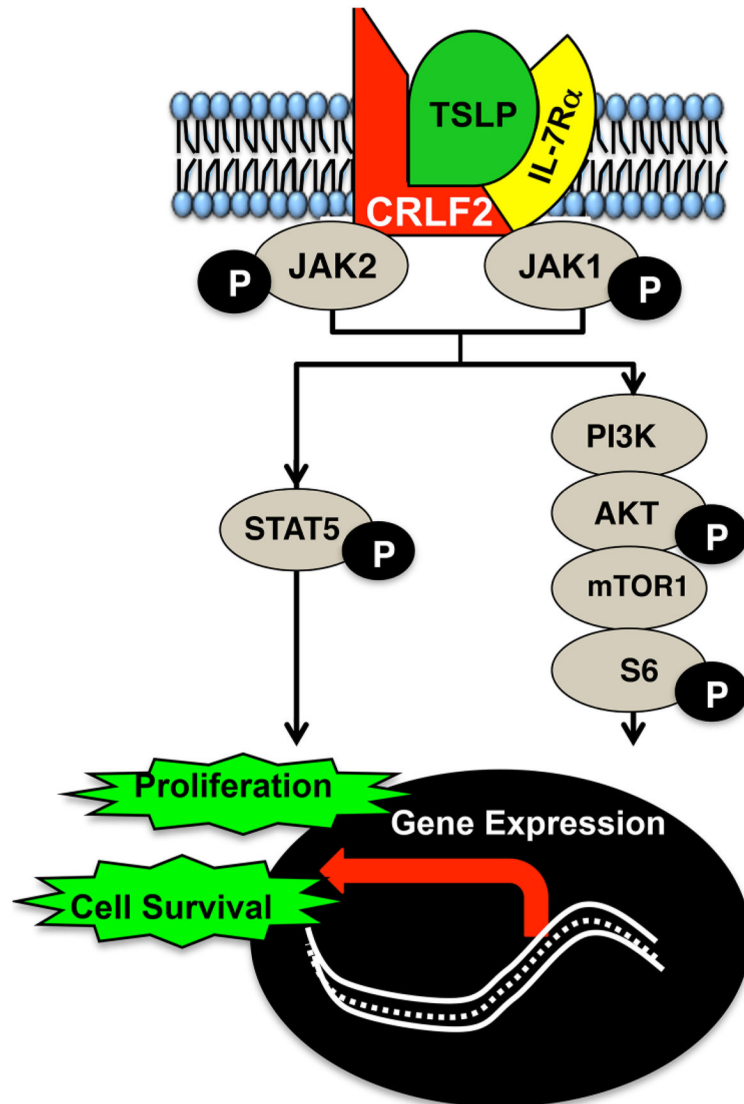 TSLP
IL-7Rα
CRLF2
JAK2
P
JAK1
P
PI3K
AKT
P
STAT5
P
mTOR1
S6
P
Proliferation
Gene Expression
Cell Survival